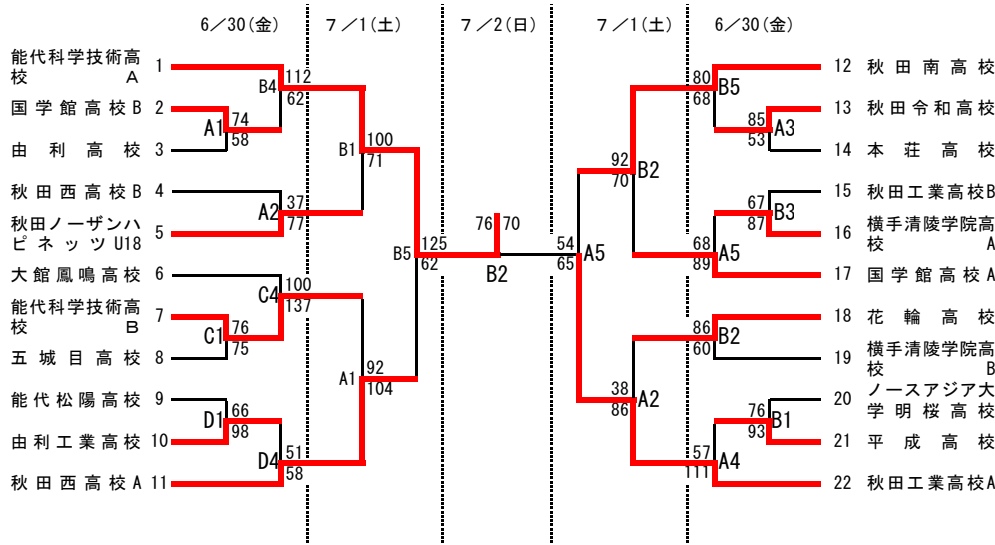 6/30(金)
7/1(土)
7/2(日)
7/1(土)
6/30(金)
能代科学技術高
校 A
1
国学館高校B
2
由利高校
3
秋田西高校B
4
秋田ノーザンハ
ピネッツU18
5
大館鳳鳴高校
6
能代科学技術高
校 B
7
五城目高校
8
能代松陽高校
9
由利工業高校
10
秋田西高校A
11
B4
112
62
A1
74
58
A2
37
77
C4
100
137
C1
76
75
D1
66
98
D4
51
58
B1
100
71
A1
92
104
B5
125
62
76
70
B2
54
65
A5
92
70
B2
38
86
A2
80
68
B5
85
53
A3
67
87
B3
68
89
A5
86
60
B2
76
93
B1
57
111
A4
12
秋田南高校
13
秋田令和高校
14
本荘高校
15
秋田工業高校B
16
横手清陵学院高
校 A
17
国学館高校A
18
花輪高校
19
横手清陵学院高
校 B
20
ノースアジア大
学明桜高校
21
平成高校
22
秋田工業高校A